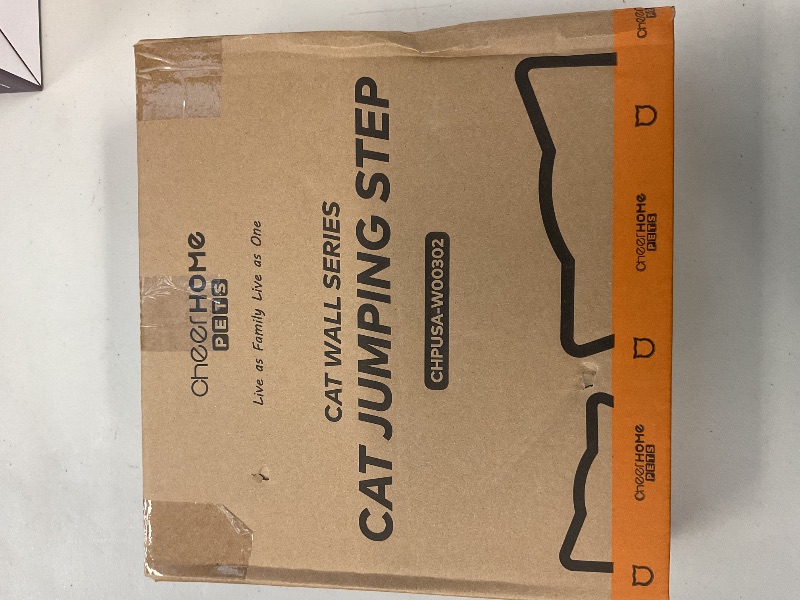 cheerHOME
PETS
Live as Family Live as One
CAT WALL SERIES
CAT JUMPING STEP
CHPUSA-W00302
cheerHOME
PETS
cheerHOME
PETS